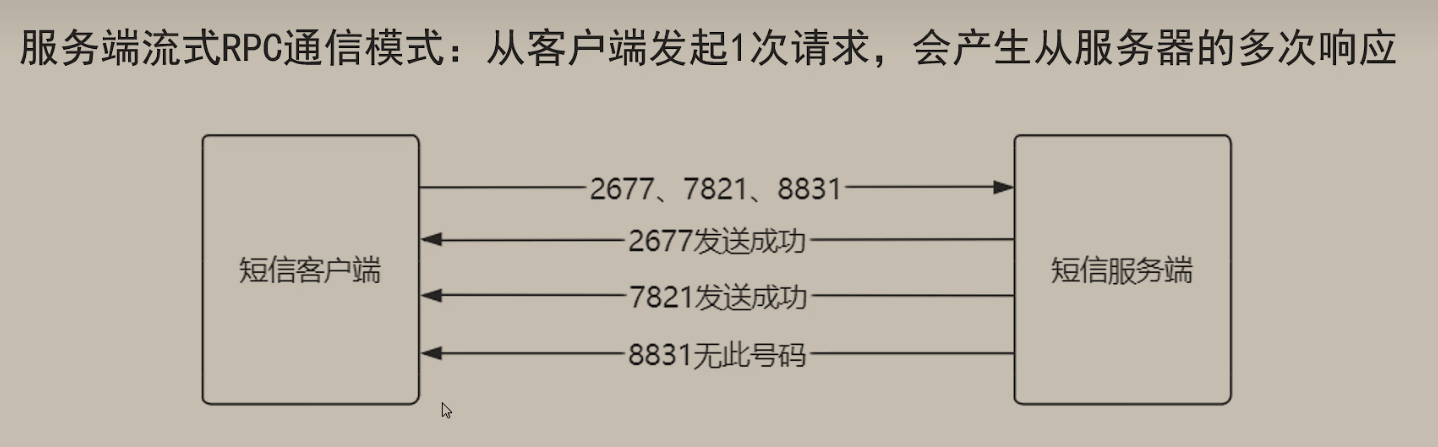 服务端流式RPC通信模式：从客户端发起1次请求，会产生从服务器的多次响应
2677、7821、8831
2677发送成功
短信客户端
短信服务端
7821发送成功
8831无此号码